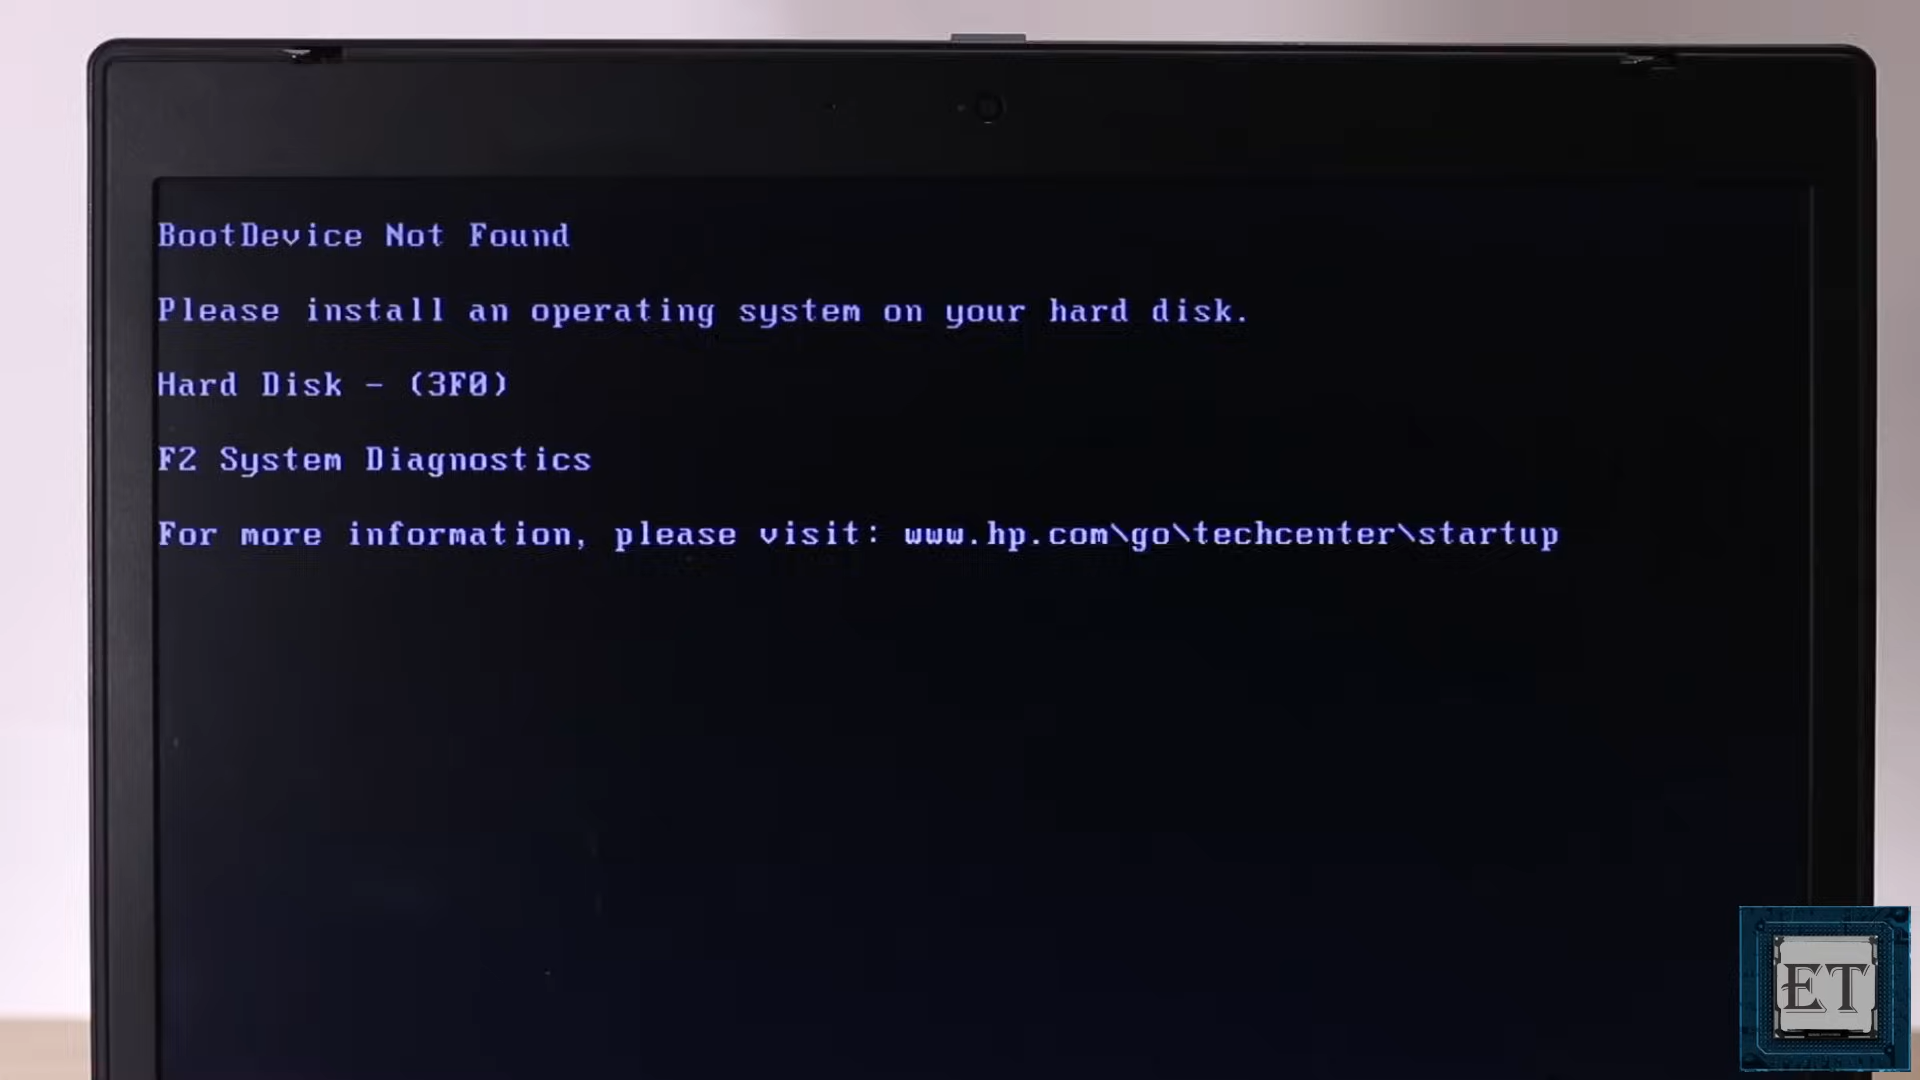 BootDevice Not Found
Please install an operating system on your hard disk.
Hard Disk - (3F0)
F2 System Diagnostics
For more information, please visit: www.hp.com\go\techcenter\startup
ET